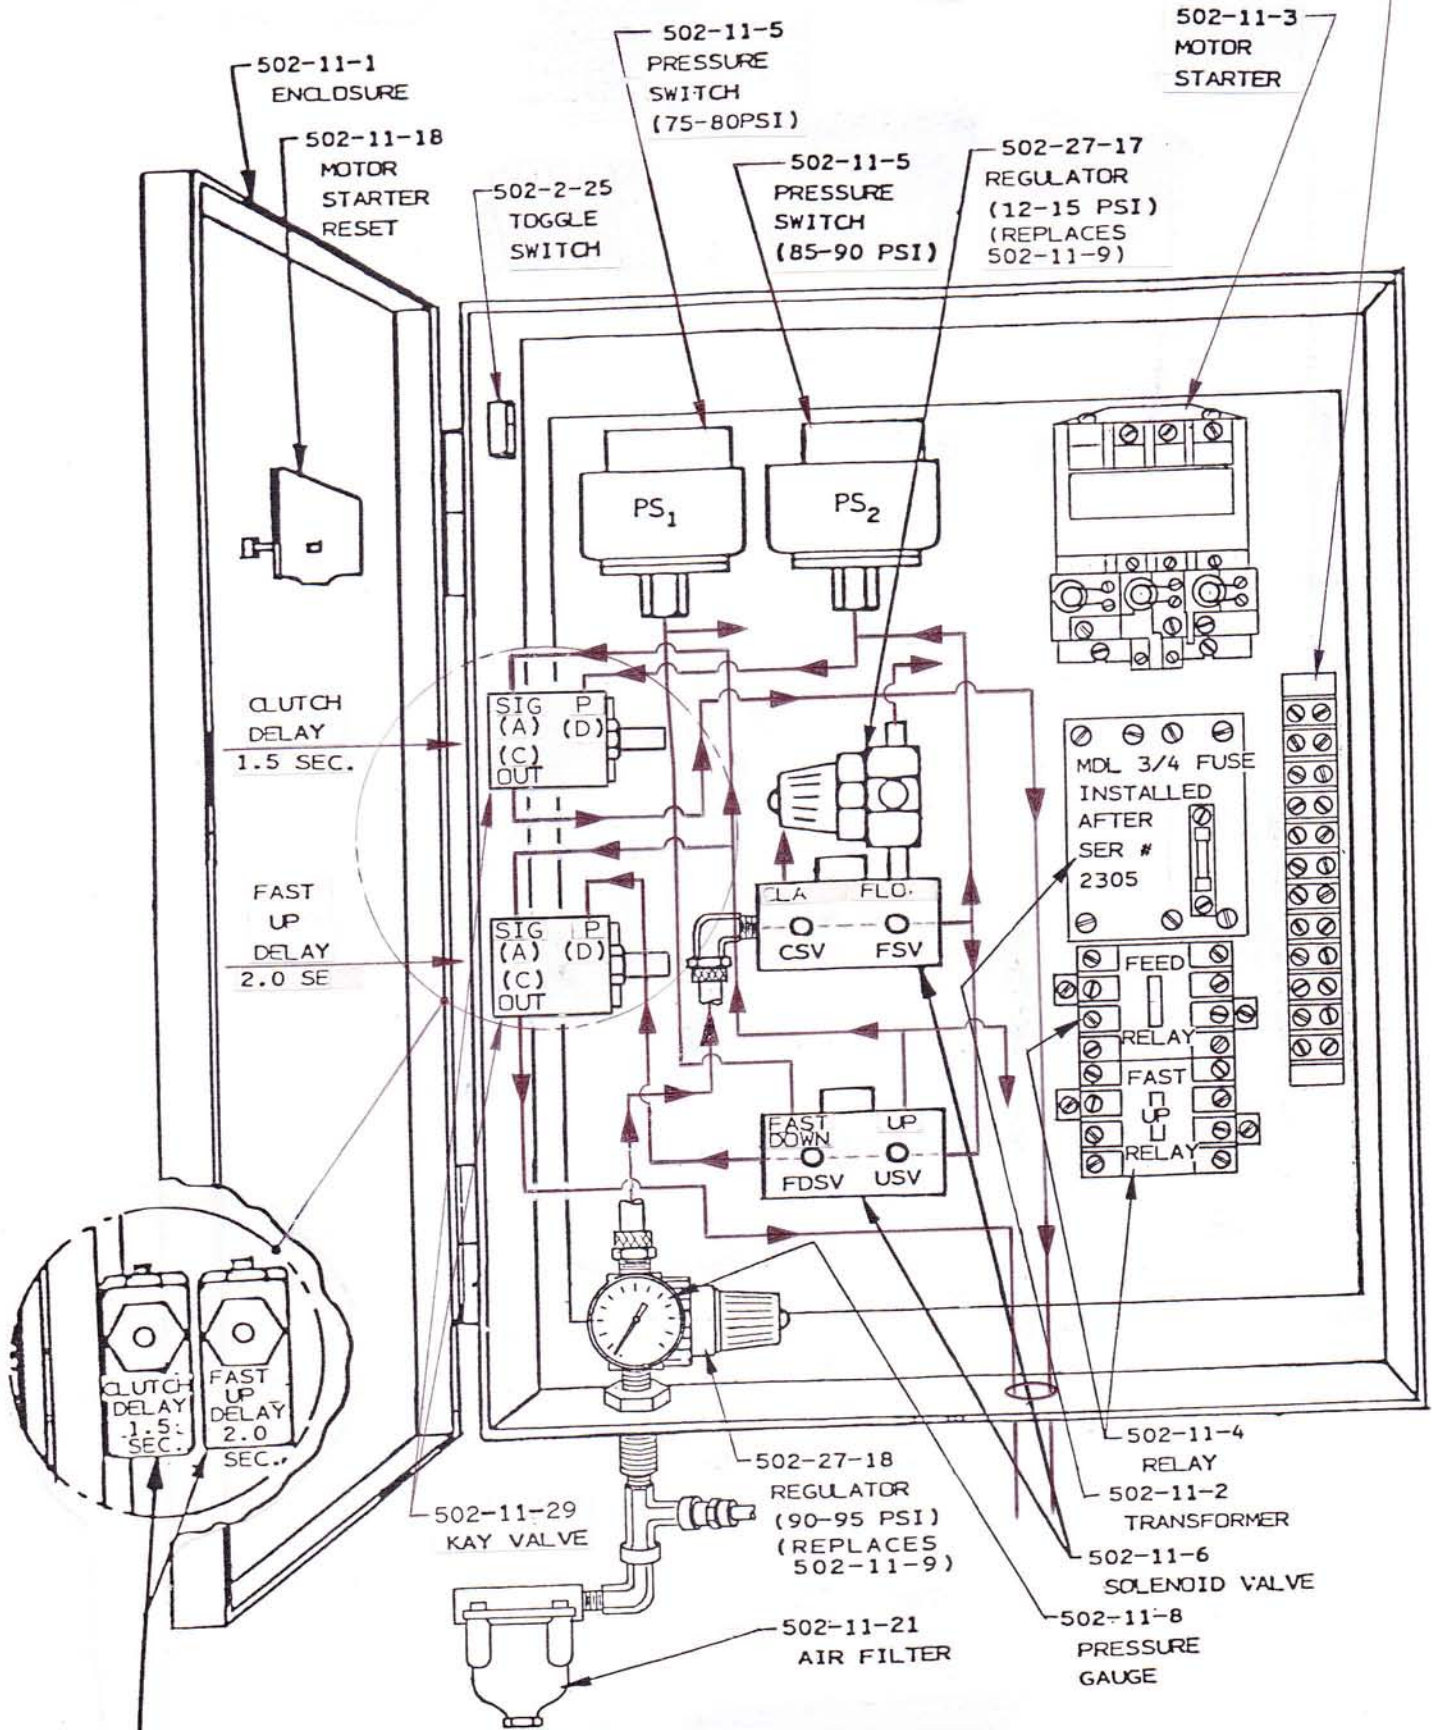 502-11-5
PRESSURE
SWITCH
(75-80PSI)
502-11-3
MOTOR
STARTER
502-11-1
ENCLOSURE
502-11-18
MOTOR
STARTER
RESET
502-2-25
TOGGLE
SWITCH
502-11-5
PRESSURE
SWITCH
(85-90 PSI)
502-27-17
REGULATOR
(12-15 PSI)
(REPLACES
502-11-9)
PS1
PS2
CLUTCH
DELAY
1.5 SEC.
SIG P
(A) (D)
(C)
OUT
MDL 3/4 FUSE
INSTALLED
AFTER
SER #
2305
FAST
UP
DELAY
2.0 SE
SIG P
(A) (D)
(C)
OUT
CLA FLO.
CSV FSV
FEED
RELAY
FAST
UP
RELAY
FAST
DOWN
UP
FDSV USV
CLUTCH
DELAY
1.5
SEC.
FAST
UP
DELAY
2.0
SEC.
502-11-29
KAY VALVE
502-27-18
REGULATOR
(90-95 PSI)
(REPLACES
502-11-9)
502-11-4
RELAY
502-11-2
TRANSFORMER
502-11-6
SOLENOID VALVE
502-11-8
PRESSURE
GAUGE
502-11-21
AIR FILTER